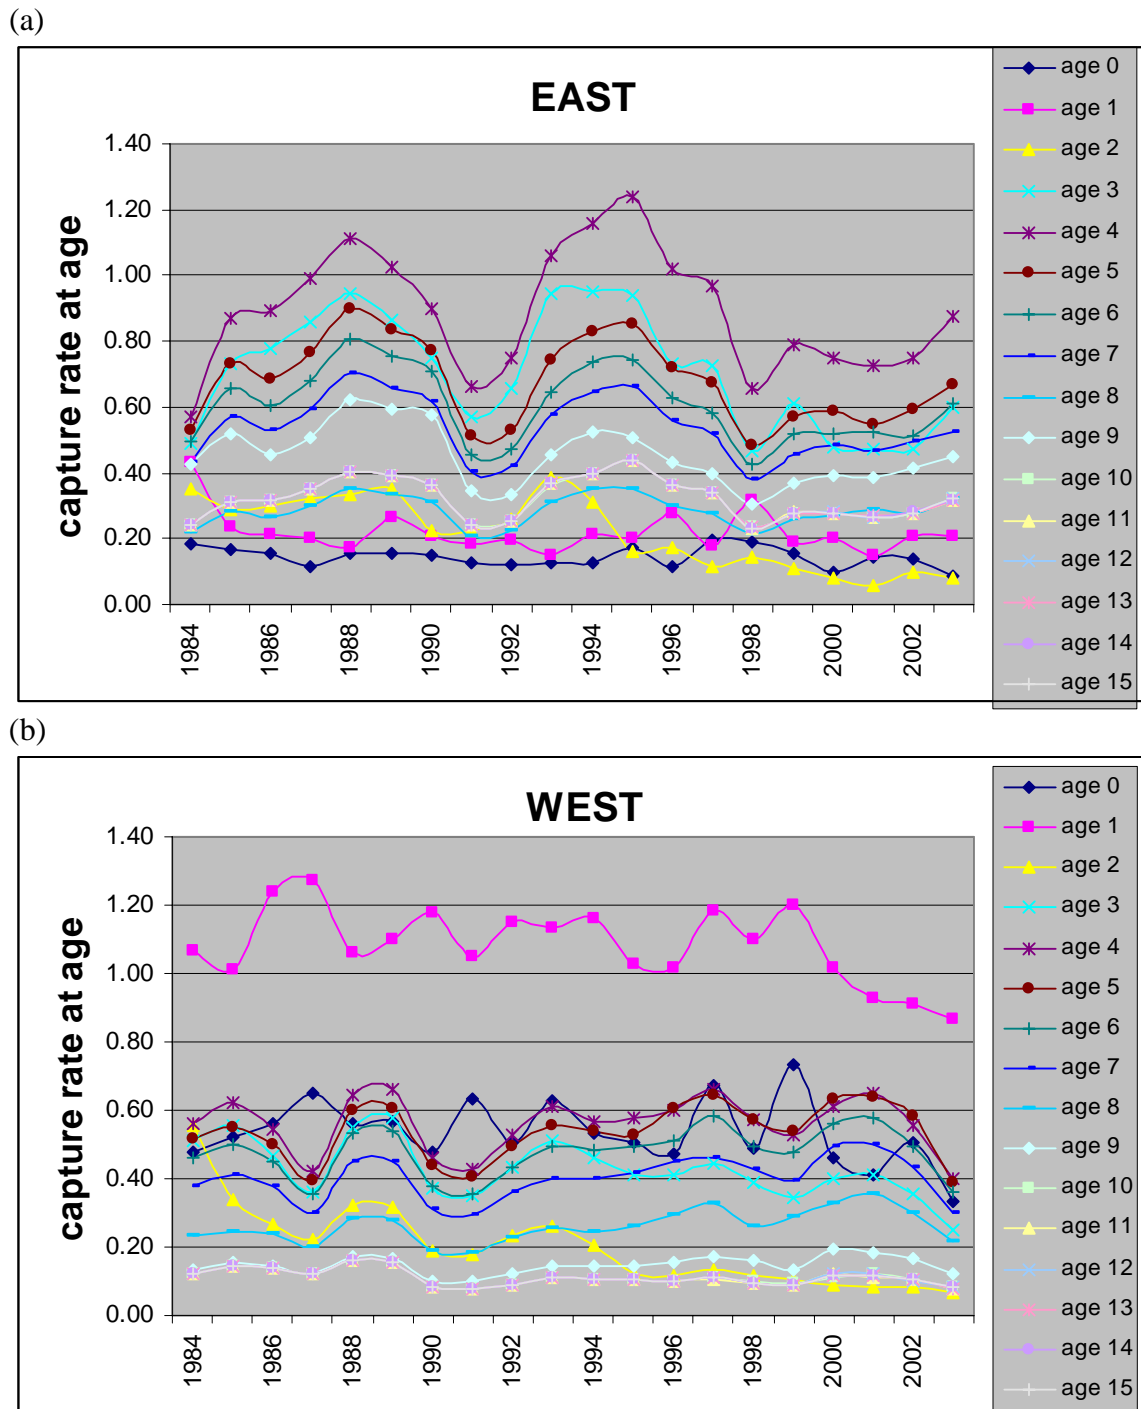 (a)
EAST
capture rate at age
1.40
1.20
1.00
0.80
0.60
0.40
0.20
0.00
1984
1986
1988
1990
1992
1994
1996
1998
2000
2002
age 0
age 1
age 2
age 3
age 4
age 5
age 6
age 7
age 8
age 9
age 10
age 11
age 12
age 13
age 14
age 15
(b)
WEST
capture rate at age
1.40
1.20
1.00
0.80
0.60
0.40
0.20
0.00
1984
1986
1988
1990
1992
1994
1996
1998
2000
2002
age 0
age 1
age 2
age 3
age 4
age 5
age 6
age 7
age 8
age 9
age 10
age 11
age 12
age 13
age 14
age 15